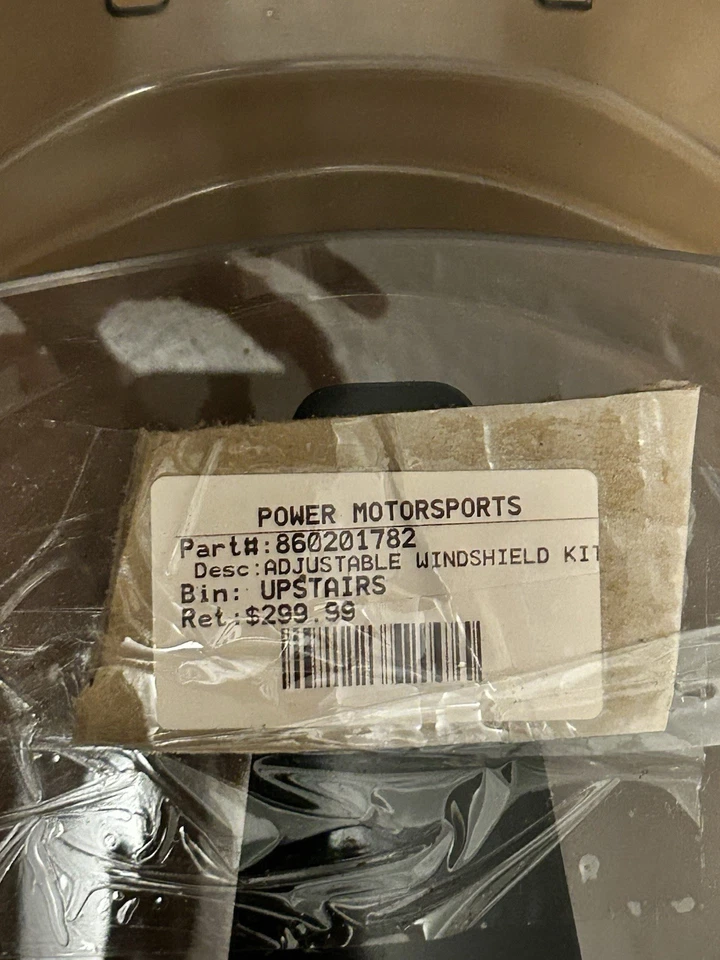 POWER MOTORSPORTS
Part#:860201782
Desc:ADJUSTABLE WINDSHIELD KIT
Bin: UPSTAIRS
Ret:$299.99